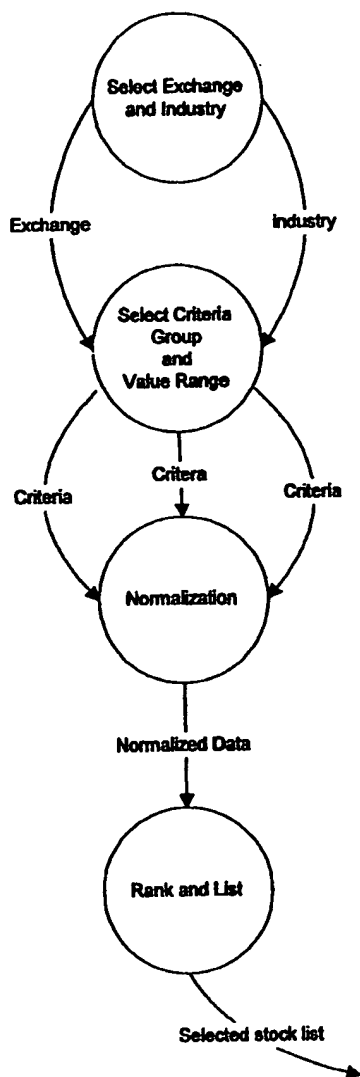 Select Exchange
and Industry
Exchange
industry
Select Criteria
Group
and
Value Range
Criteria
Critera
Criteria
Normalization
Normalized Data
Rank and List
Selected stock list